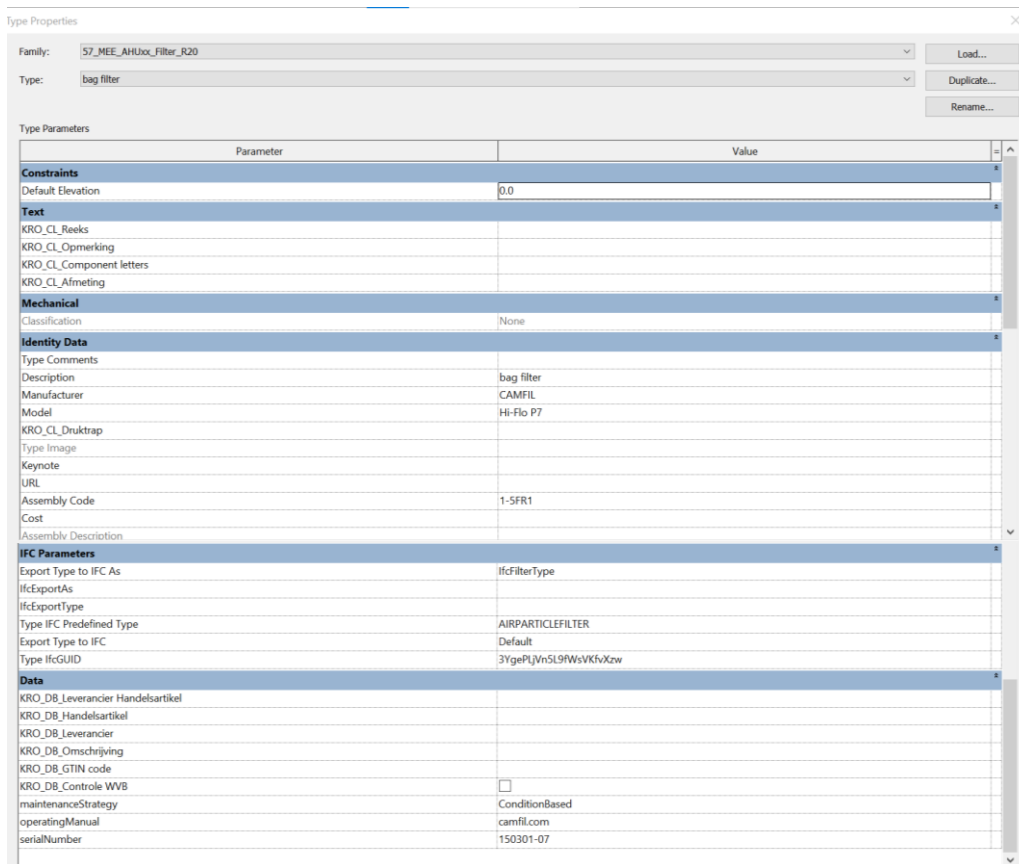 Type Properties
Family: 57_MEE_AHUxx_Filter_R20 Load...
Type: bag filter Duplicate...
Rename...
Type Parameters
Parameter Value =
Constraints
Default Elevation 0.0
Text
KRO_CL_Reeks
KRO_CL_Opmerking
KRO_CL_Component letters
KRO_CL_Afmeting
Mechanical
Classification None
Identity Data
Type Comments
Description bag filter
Manufacturer CAMFIL
Model Hi-Flo P7
KRO_CL_Druktrap
Type Image
Keynote
URL
Assembly Code 1-5FR1
Cost
Assembly Description
IFC Parameters
Export Type to IFC As IfcFilterType
IfcExportAs
IfcExportType
Type IFC Predefined Type AIRPARTICLEFILTER
Export Type to IFC Default
Type IfcGUID 3YgePLjVn5L9fWsVKfvXzw
Data
KRO_DB_Leverancier Handelsartikel
KRO_DB_Handelsartikel
KRO_DB_Leverancier
KRO_DB_Omschrijving
KRO_DB_GTIN code
KRO_DB_Controle WVB
maintenanceStrategy ConditionBased
operatingManual camfil.com
serialNumber 150301-07